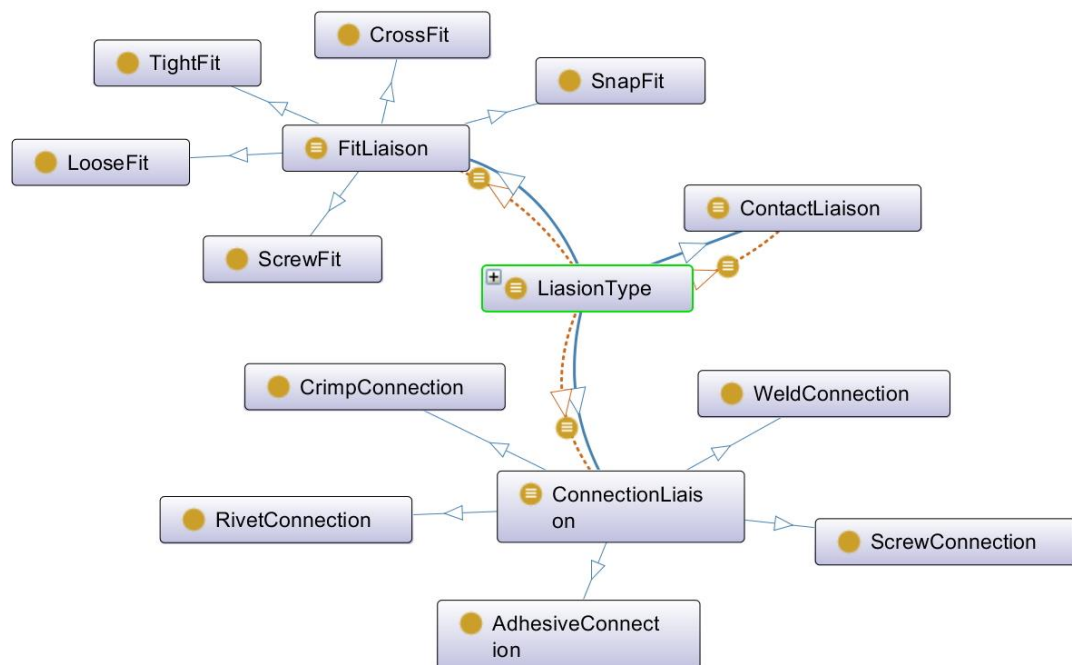 CrossFit
TightFit
SnapFit
FitLiaison
LooseFit
ContactLiaison
ScrewFit
LiasionType
CrimpConnection
WeldConnection
ConnectionLiais
on
RivetConnection
ScrewConnection
AdhesiveConnect
ion